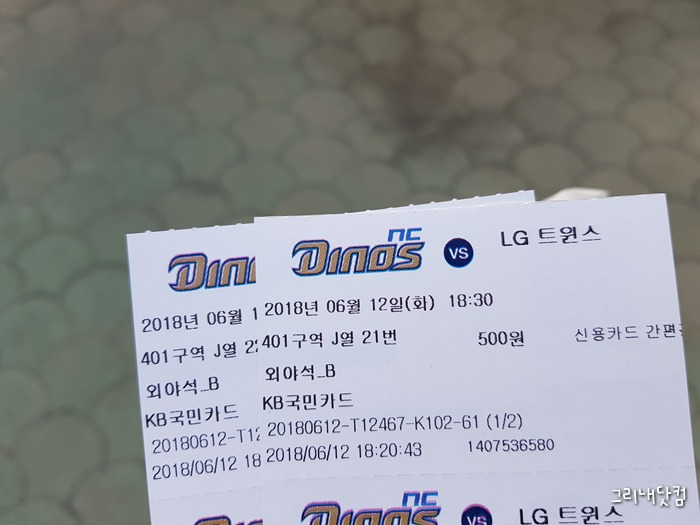 DINOS
nc
vs
LG 트윈스
2018년 06월 12일(화) 18:30
401구역 J열 21번 500원 신용카드 간편
외야석_B
KB국민카드
20180612-T12467-K102-61 (1/2)
2018/06/12 18:20:43 1407536580
DIN
2018년 06월 1
401구역 J열 22
외야석_B
KB국민카드
20180612-T12
2018/06/12 18
nc
vs
LG 트윈스
그리내닷컴